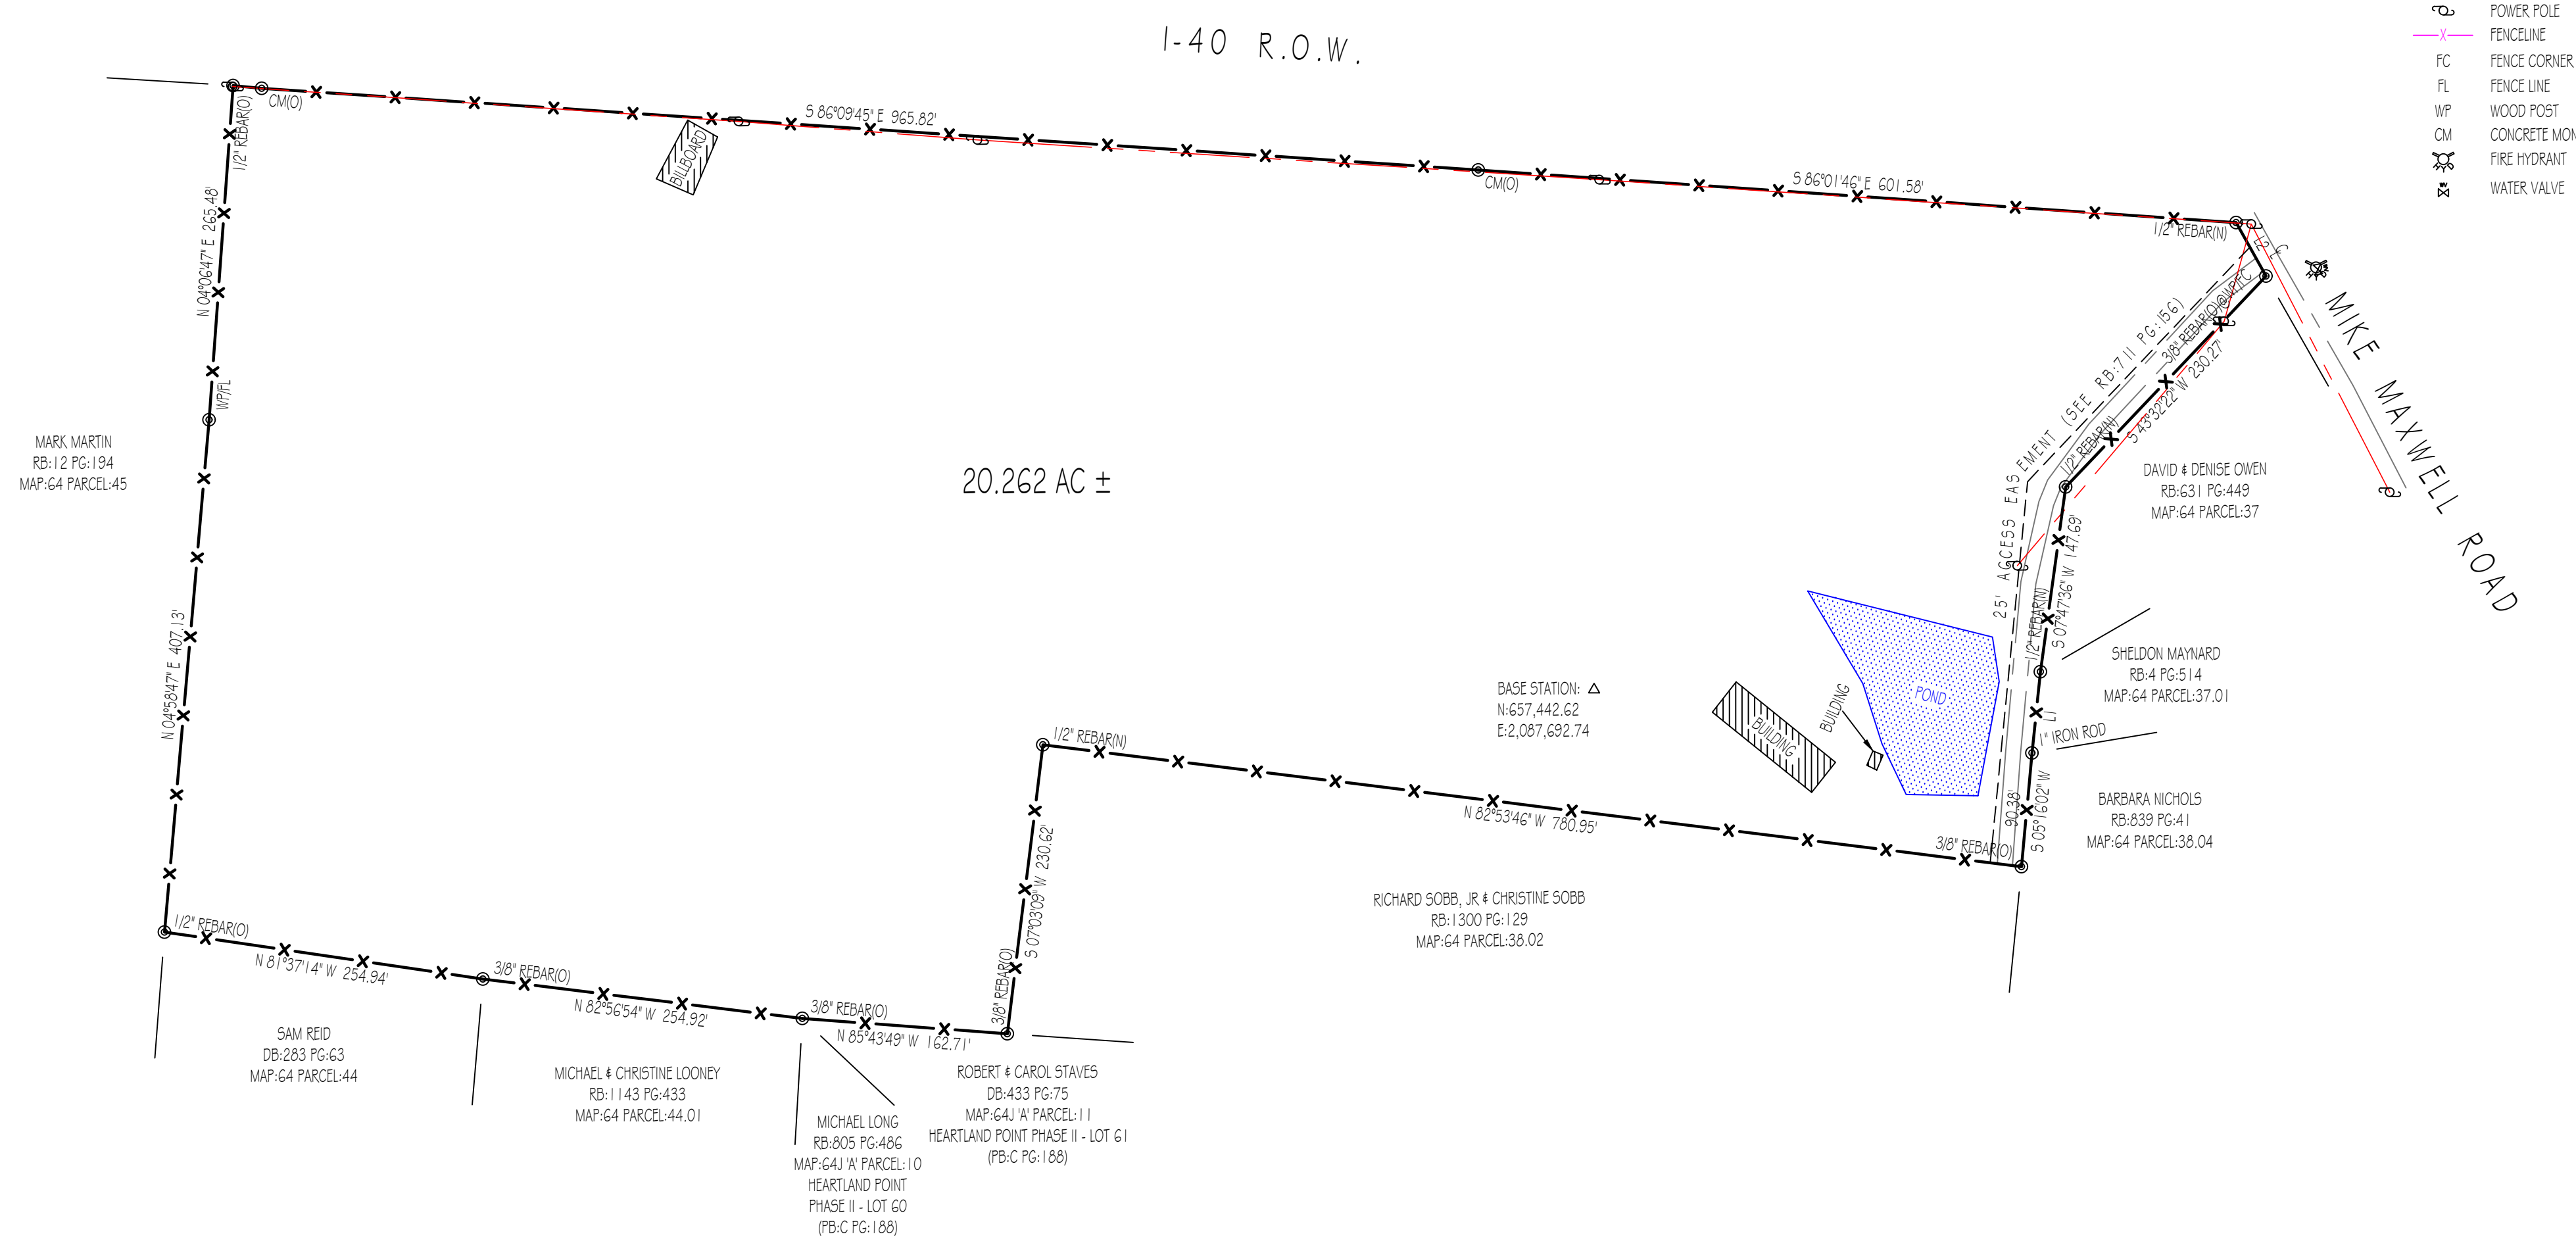 I-40 R.O.W.
POWER POLE
X FENCELINE
FC FENCE CORNER
FL FENCE LINE
WP WOOD POST
CM CONCRETE MON
FIRE HYDRANT
WV WATER VALVE
CM(O)
1/2" REBAR(O)
S 86°09'45" E 965.82'
BILLBOARD
CM(O)
S 86°01'46" E 601.58'
1/2" REBAR(N)
L2
℄
MIKE MAXWELL ROAD
N 04°06'47" E 265.48'
WP/FL
3/8" REBAR(O)@WP/FC
S 43°32'22" W 230.27'
25' ACCESS EASEMENT (SEE RB:711 PG:156)
1/2" REBAR(N)
MARK MARTIN
RB:12 PG:194
MAP:64 PARCEL:45
20.262 AC ±
DAVID & DENISE OWEN
RB:631 PG:449
MAP:64 PARCEL:37
S 07°47'36" W 147.69'
1/2" REBAR(N)
N 04°58'47" E 407.13'
SHELDON MAYNARD
RB:4 PG:514
MAP:64 PARCEL:37.01
BASE STATION:
N:657,442.62
E:2,087,692.74
BUILDING
BUILDING
POND
L1
1" IRON ROD
1/2" REBAR(N)
N 82°53'46" W 780.95'
3/8" REBAR(O)
90.38'
S 05°16'02" W
BARBARA NICHOLS
RB:839 PG:41
MAP:64 PARCEL:38.04
S 07°03'09" W 230.62'
3/8" REBAR(O)
RICHARD SOBB, JR & CHRISTINE SOBB
RB:1300 PG:129
MAP:64 PARCEL:38.02
1/2" REBAR(O)
N 81°37'14" W 254.94'
3/8" REBAR(O)
N 82°56'54" W 254.92'
3/8" REBAR(O)
N 85°43'49" W 162.71'
SAM REID
DB:283 PG:63
MAP:64 PARCEL:44
MICHAEL & CHRISTINE LOONEY
RB:1143 PG:433
MAP:64 PARCEL:44.01
MICHAEL LONG
RB:805 PG:486
MAP:64J 'A' PARCEL:10
HEARTLAND POINT
PHASE II - LOT 60
(PB:C PG:188)
ROBERT & CAROL STAVES
DB:433 PG:75
MAP:64J 'A' PARCEL:11
HEARTLAND POINT PHASE II - LOT 61
(PB:C PG:188)